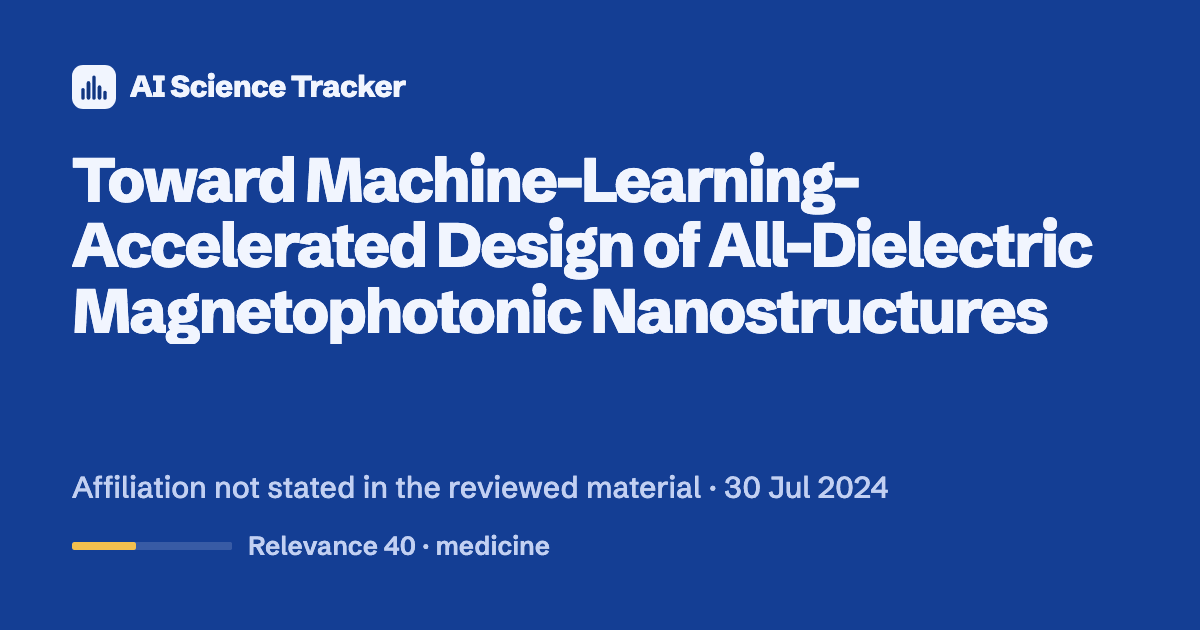 AI Science Tracker
Toward Machine-Learning-
Accelerated Design of All-Dielectric
Magnetophotonic Nanostructures
Affiliation not stated in the reviewed material · 30 Jul 2024
Relevance 40 · medicine